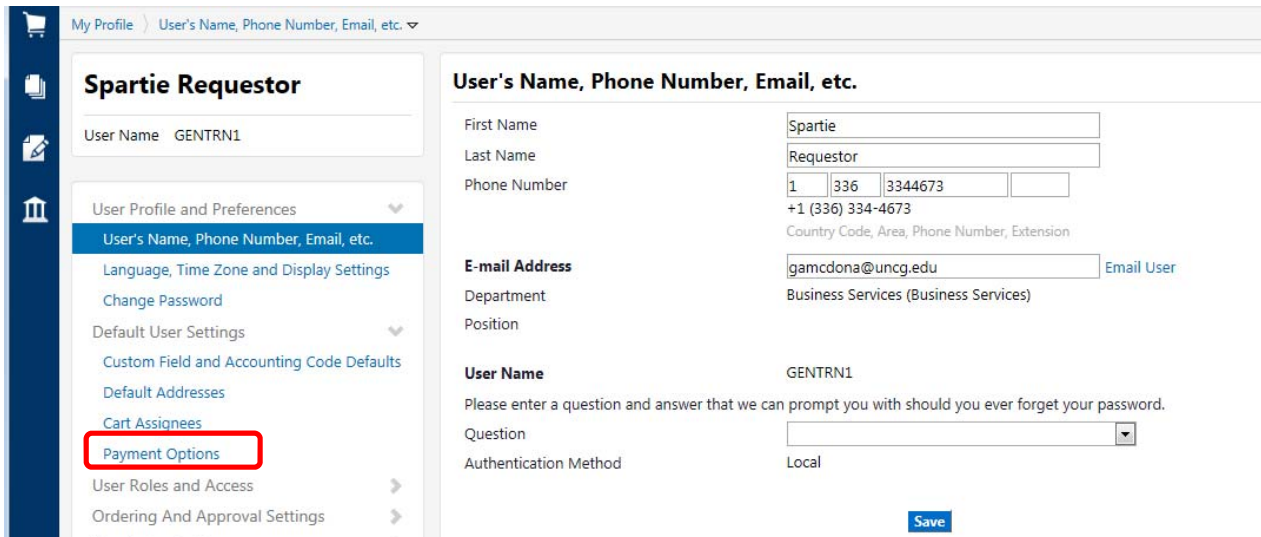 My Profile User's Name, Phone Number, Email, etc.
Spartie Requestor
User Name GENTRN1
User Profile and Preferences
User's Name, Phone Number, Email, etc.
Language, Time Zone and Display Settings
Change Password
Default User Settings
Custom Field and Accounting Code Defaults
Default Addresses
Cart Assignees
Payment Options
User Roles and Access
Ordering And Approval Settings
User's Name, Phone Number, Email, etc.
First Name Spartie
Last Name Requestor
Phone Number 1 336 3344673
+1 (336) 334-4673
Country Code, Area, Phone Number, Extension
E-mail Address gamcdona@uncg.edu Email User
Department Business Services (Business Services)
Position
User Name GENTRN1
Please enter a question and answer that we can prompt you with should you ever forget your password.
Question
Authentication Method Local
Save